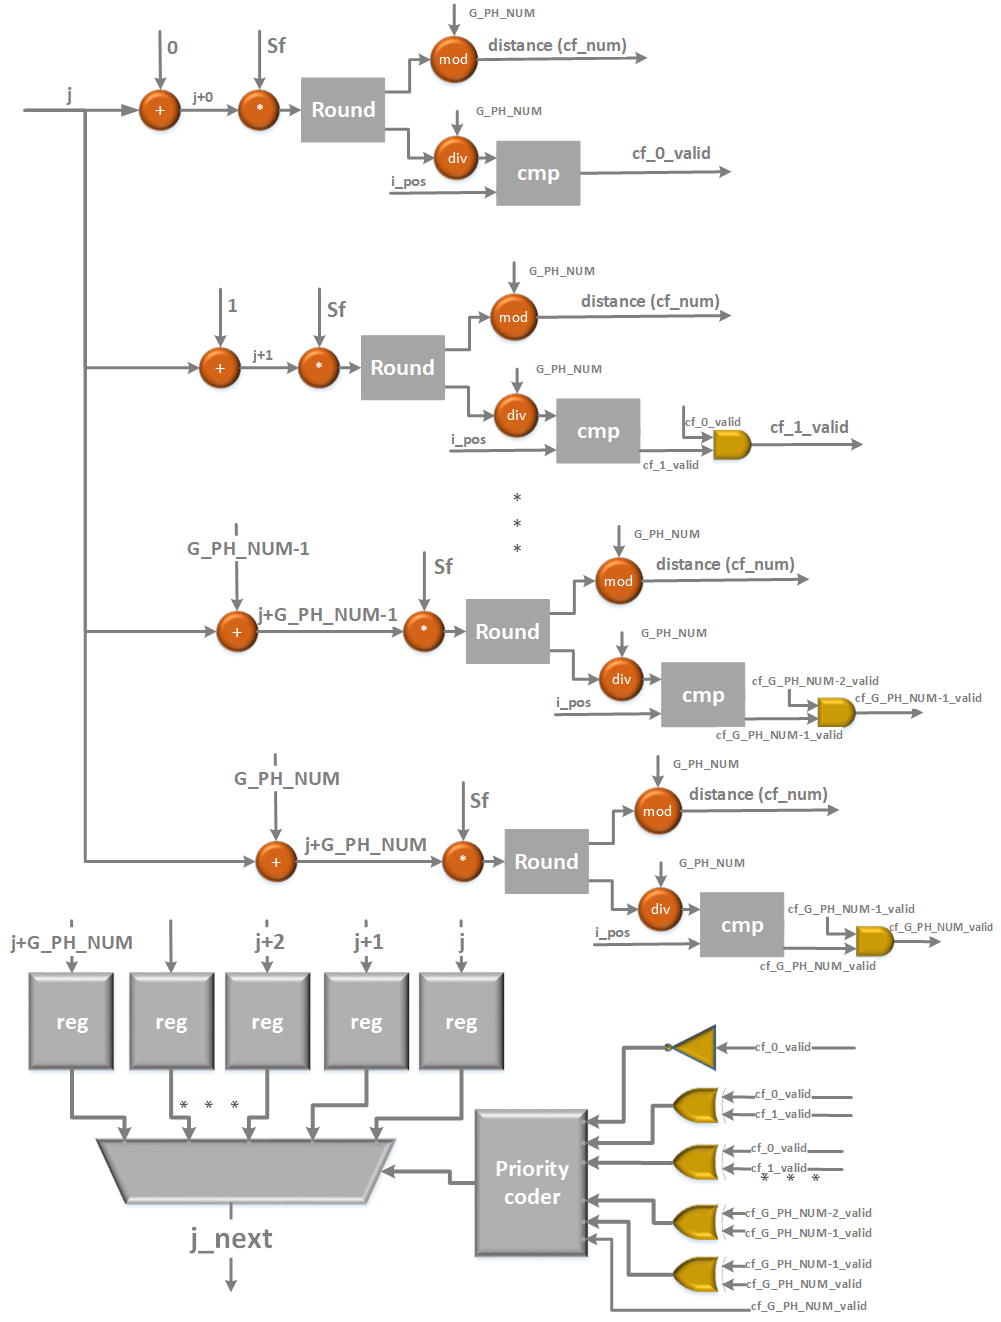 G_PH_NUM
0
Sf
mod
distance (cf_num)
j
+
j+0
*
Round
G_PH_NUM
div
i_pos
cmp
cf_0_valid
G_PH_NUM
1
Sf
mod
distance (cf_num)
+
j+1
*
Round
G_PH_NUM
div
i_pos
cmp
cf_0_valid
cf_1_valid
cf_1_valid
*
*
*
G_PH_NUM-1
G_PH_NUM
Sf
mod
distance (cf_num)
+
j+G_PH_NUM-1
*
Round
G_PH_NUM
div
i_pos
cmp
cf_G_PH_NUM-2_valid
cf_G_PH_NUM-1_valid
cf_G_PH_NUM-1_valid
G_PH_NUM
G_PH_NUM
Sf
mod
distance (cf_num)
+
j+G_PH_NUM
*
Round
G_PH_NUM
div
i_pos
cmp
cf_G_PH_NUM-1_valid
cf_G_PH_NUM_valid
cf_G_PH_NUM_valid
j+G_PH_NUM
j+2
j+1
j
reg
reg
reg
reg
reg
* * *
j_next
Priority
coder
cf_0_valid
cf_0_valid
cf_1_valid
cf_0_valid
cf_1_valid
* * *
cf_G_PH_NUM-2_valid
cf_G_PH_NUM-1_valid
cf_G_PH_NUM-1_valid
cf_G_PH_NUM_valid
cf_G_PH_NUM_valid